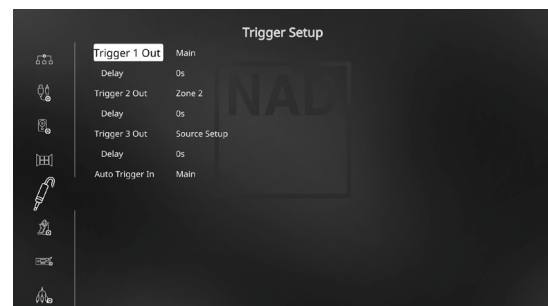 Trigger Setup
Trigger 1 Out Main
Delay 0s
Trigger 2 Out Zone 2
Delay 0s
Trigger 3 Out Source Setup
Delay 0s
Auto Trigger In Main
NAD